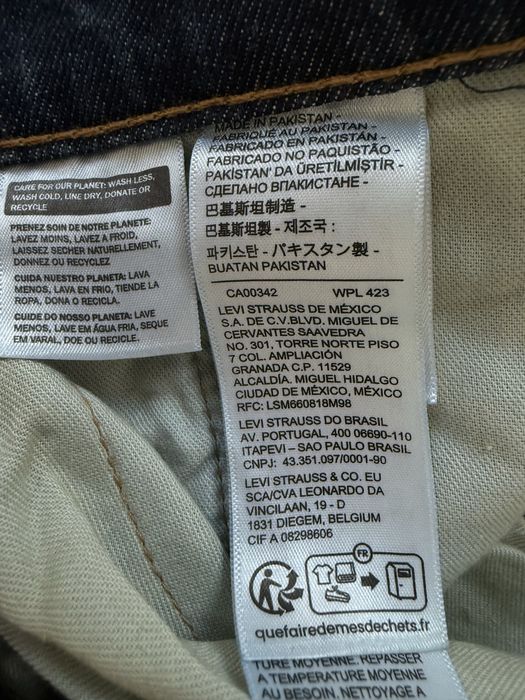 CARE FOR OUR PLANET: WASH LESS,
WASH COLD, LINE DRY, DONATE OR
RECYCLE
PRENEZ SOIN DE NOTRE PLANETE:
LAVEZ MOINS, LAVEZ A FROID,
LAISSEZ SECHER NATURELLEMENT,
DONNEZ OU RECYCLEZ
CUIDA NUESTRO PLANETA: LAVA
MENOS, LAVA EN FRIO, TIENDE LA
ROPA, DONA O RECICLA.
CUIDE DO NOSSO PLANETA: LAVE
MENOS, LAVE EM ÁGUA FRIA, SEQUE
EM VARAL, DOE OU RECICLE.
MADE IN PAKISTAN -
FABRIQUÉ AU PAKISTAN -
FABRICADO EN PAKISTÁN -
FABRICADO NO PAQUISTÃO -
PAKİSTAN' DA ÜRETİLMİŞTİR -
СДЕЛАНО ВПАКИСТАНЕ -
巴基斯坦制造 -
巴基斯坦製 - 제조국 :
파키스탄 - パキスタン製 -
BUATAN PAKISTAN
CA00342 WPL 423
LEVI STRAUSS DE MÉXICO
S.A. DE C.V.BLVD. MIGUEL DE
CERVANTES SAAVEDRA
NO. 301, TORRE NORTE PISO
7 COL. AMPLIACIÓN
GRANADA C.P. 11529
ALCALDÍA. MIGUEL HIDALGO
CIUDAD DE MÉXICO, MÉXICO
RFC: LSM660818M98
LEVI STRAUSS DO BRASIL
AV. PORTUGAL, 400 06690-110
ITAPEVI – SAO PAULO BRASIL
CNPJ: 43.351.097/0001-90
LEVI STRAUSS & CO. EU
SCA/CVA LEONARDO DA
VINCILAAN, 19 - D
1831 DIEGEM, BELGIUM
CIF A 08298606
FR
quefairedemesdechets.fr
TURE MOYENNE. REPASSER
A TEMPERATURE MOYENNE
AU BESOIN. NETTOYAGE A